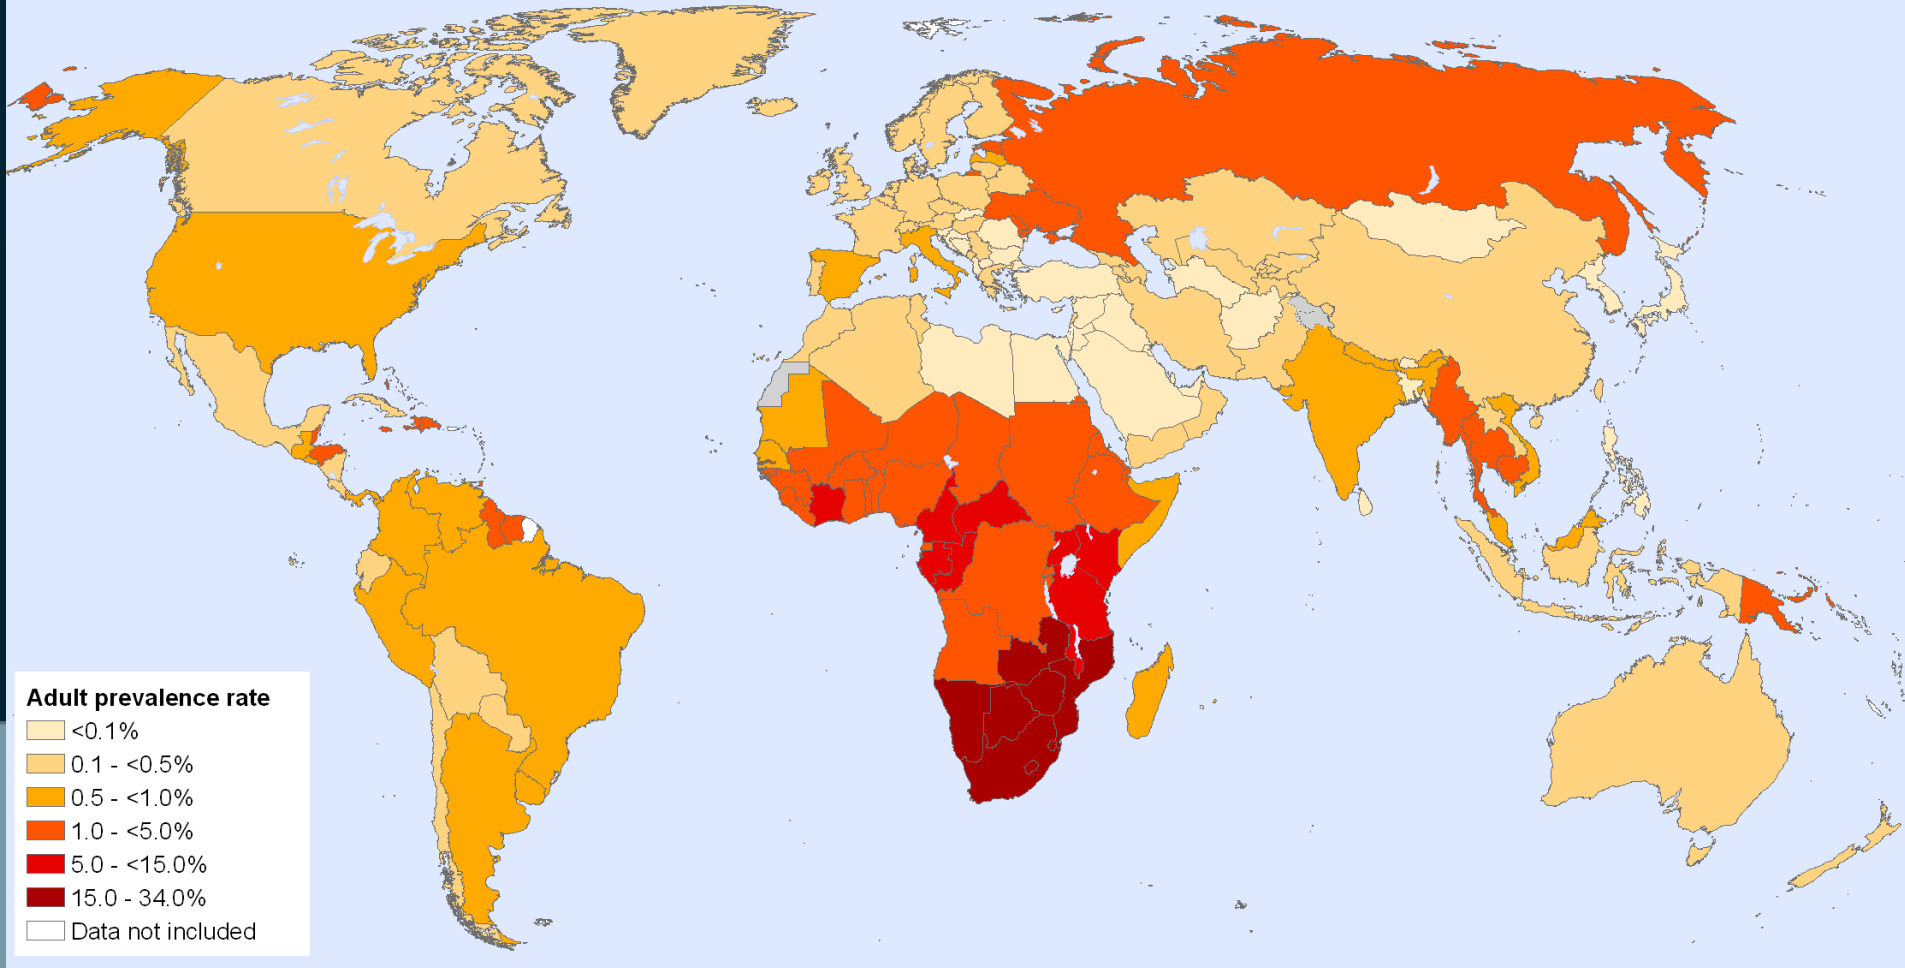 Adult prevalence rate
<0.1%
0.1 - <0.5%
0.5 - <1.0%
1.0 - <5.0%
5.0 - <15.0%
15.0 - 34.0%
Data not included